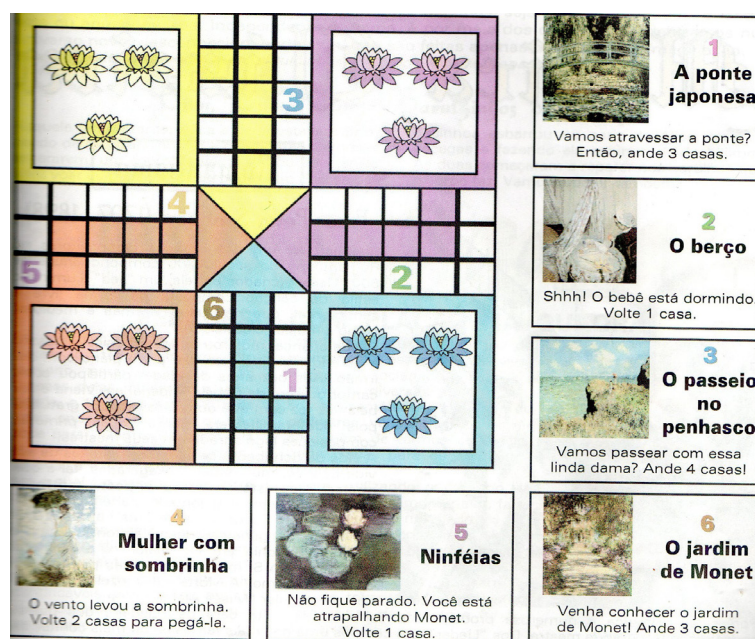 3
4
5
2
6
1
1
A ponte
japonesa
Vamos atravessar a ponte?
Então, ande 3 casas.
2
O berço
Shhh! O bebê está dormindo.
Volte 1 casa.
3
O passeio
no
penhasco
Vamos passear com essa
linda dama? Ande 4 casas!
4
Mulher com
sombrinha
O vento levou a sombrinha.
Volte 2 casas para pegá-la.
5
Ninféias
Não fique parado. Você está
atrapalhando Monet.
Volte 1 casa.
6
O jardim
de Monet
Venha conhecer o jardim
de Monet! Ande 3 casas.